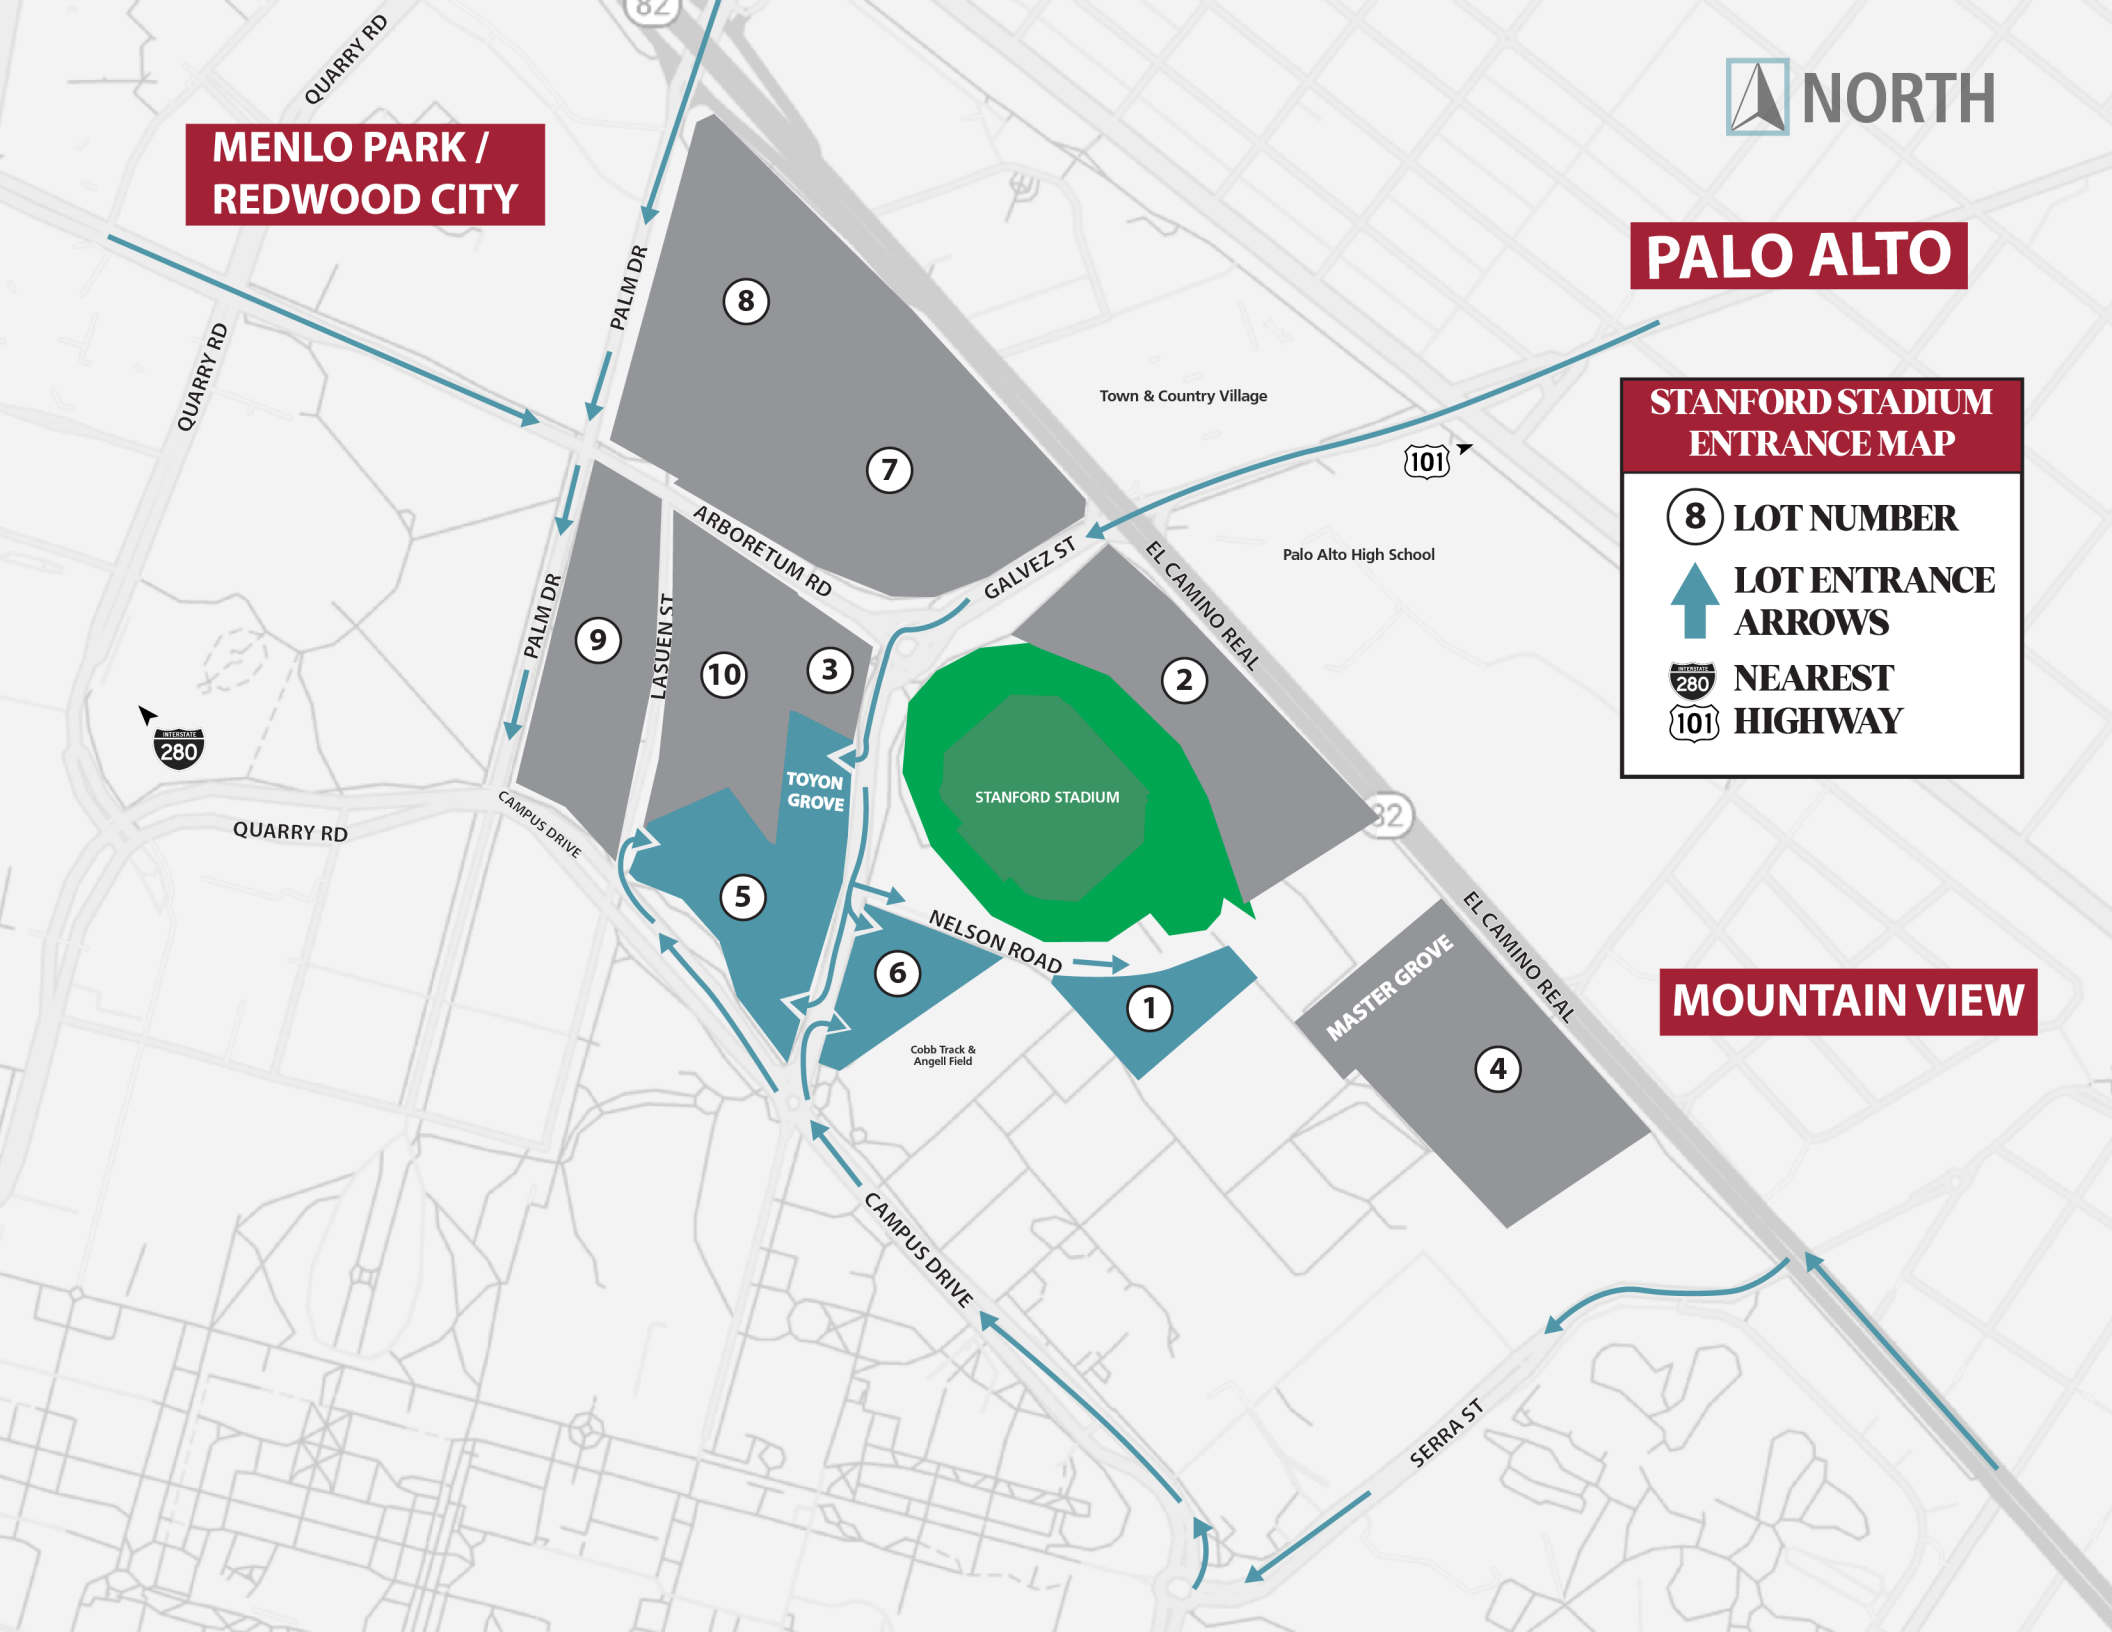 82
QUARRY RD
NORTH
MENLO PARK /
REDWOOD CITY
PALO ALTO
PALM DR
8
QUARRY RD
Town & Country Village
STANFORD STADIUM
ENTRANCE MAP
101
7
8 LOT NUMBER
ARBORETUM RD
GALVEZ ST
EL CAMINO REAL
Palo Alto High School
LOT ENTRANCE
ARROWS
PALM DR
LASUEN ST
9
10
3
2
INTERSTATE
280
NEAREST
101
HIGHWAY
INTERSTATE
280
TOYON
GROVE
STANFORD STADIUM
82
CAMPUS DRIVE
QUARRY RD
5
NELSON ROAD
EL CAMINO REAL
6
MASTER GROVE
1
MOUNTAIN VIEW
Cobb Track &
Angell Field
4
CAMPUS DRIVE
SERRA ST